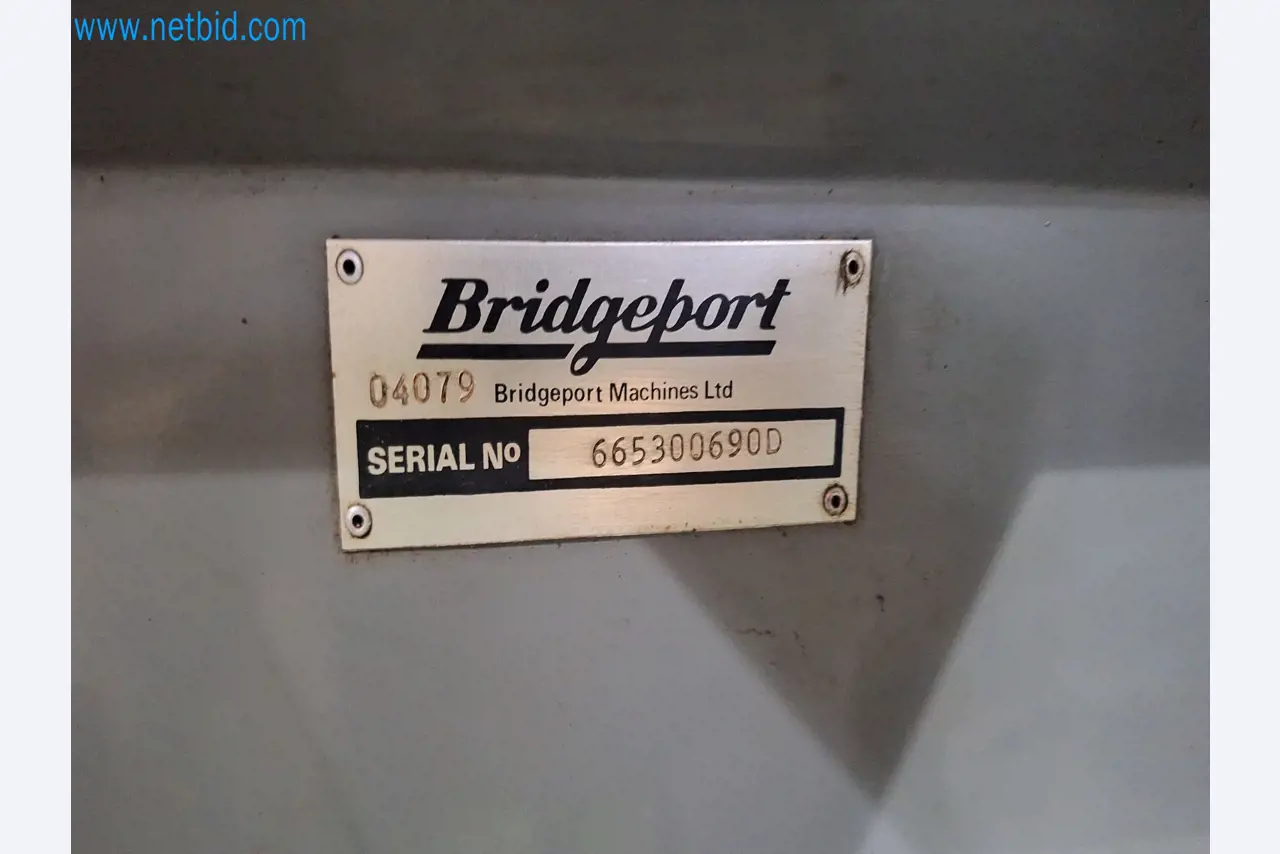 www.netbid.com
Bridgeport
04079 Bridgeport Machines Ltd
SERIAL No 665300690D